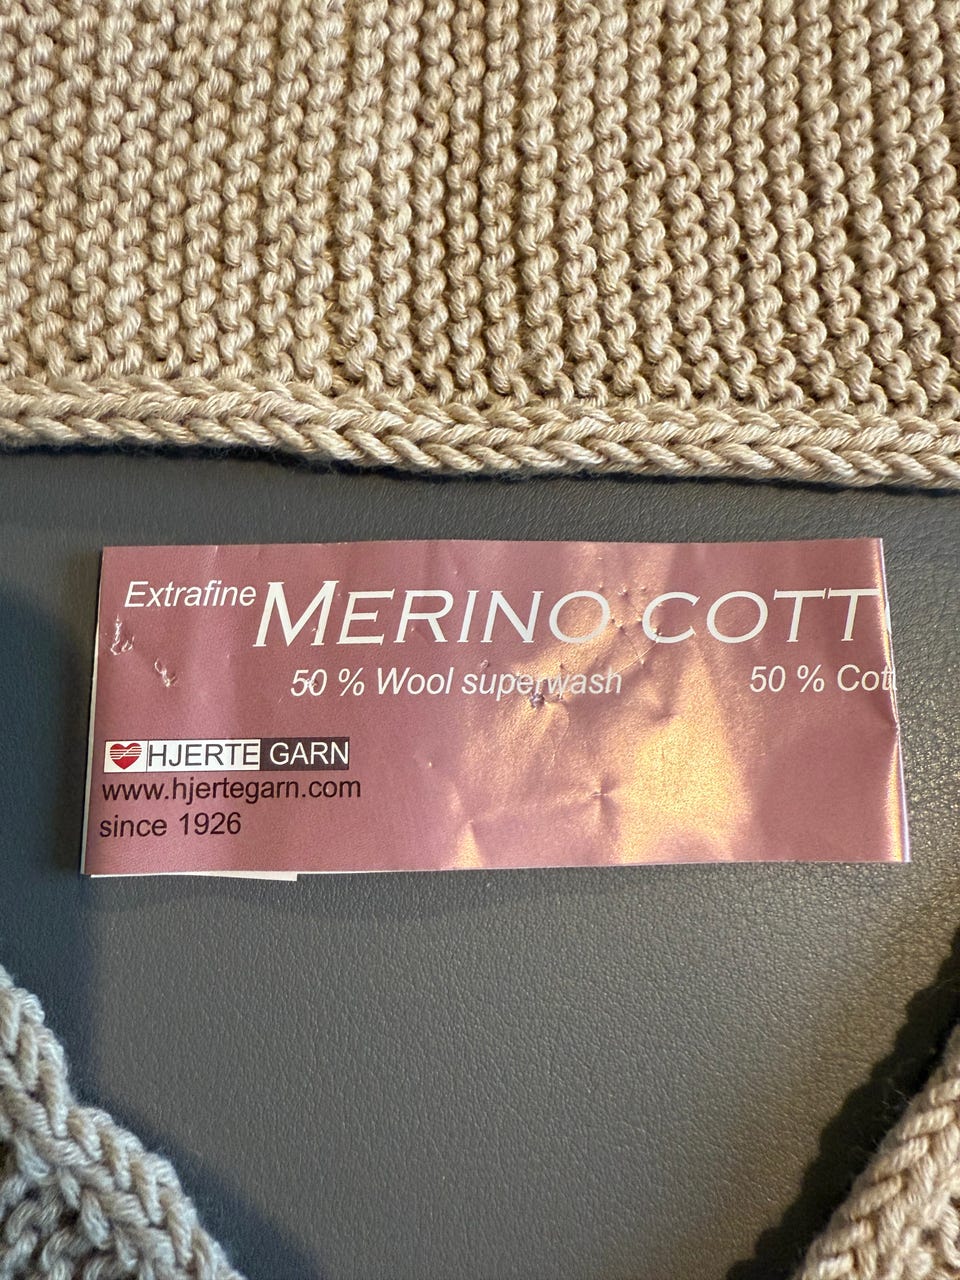 Extrafine MERINO COTT
50 % Wool superwash 50 % Cott
HJERTE GARN
www.hjertegarn.com
since 1926